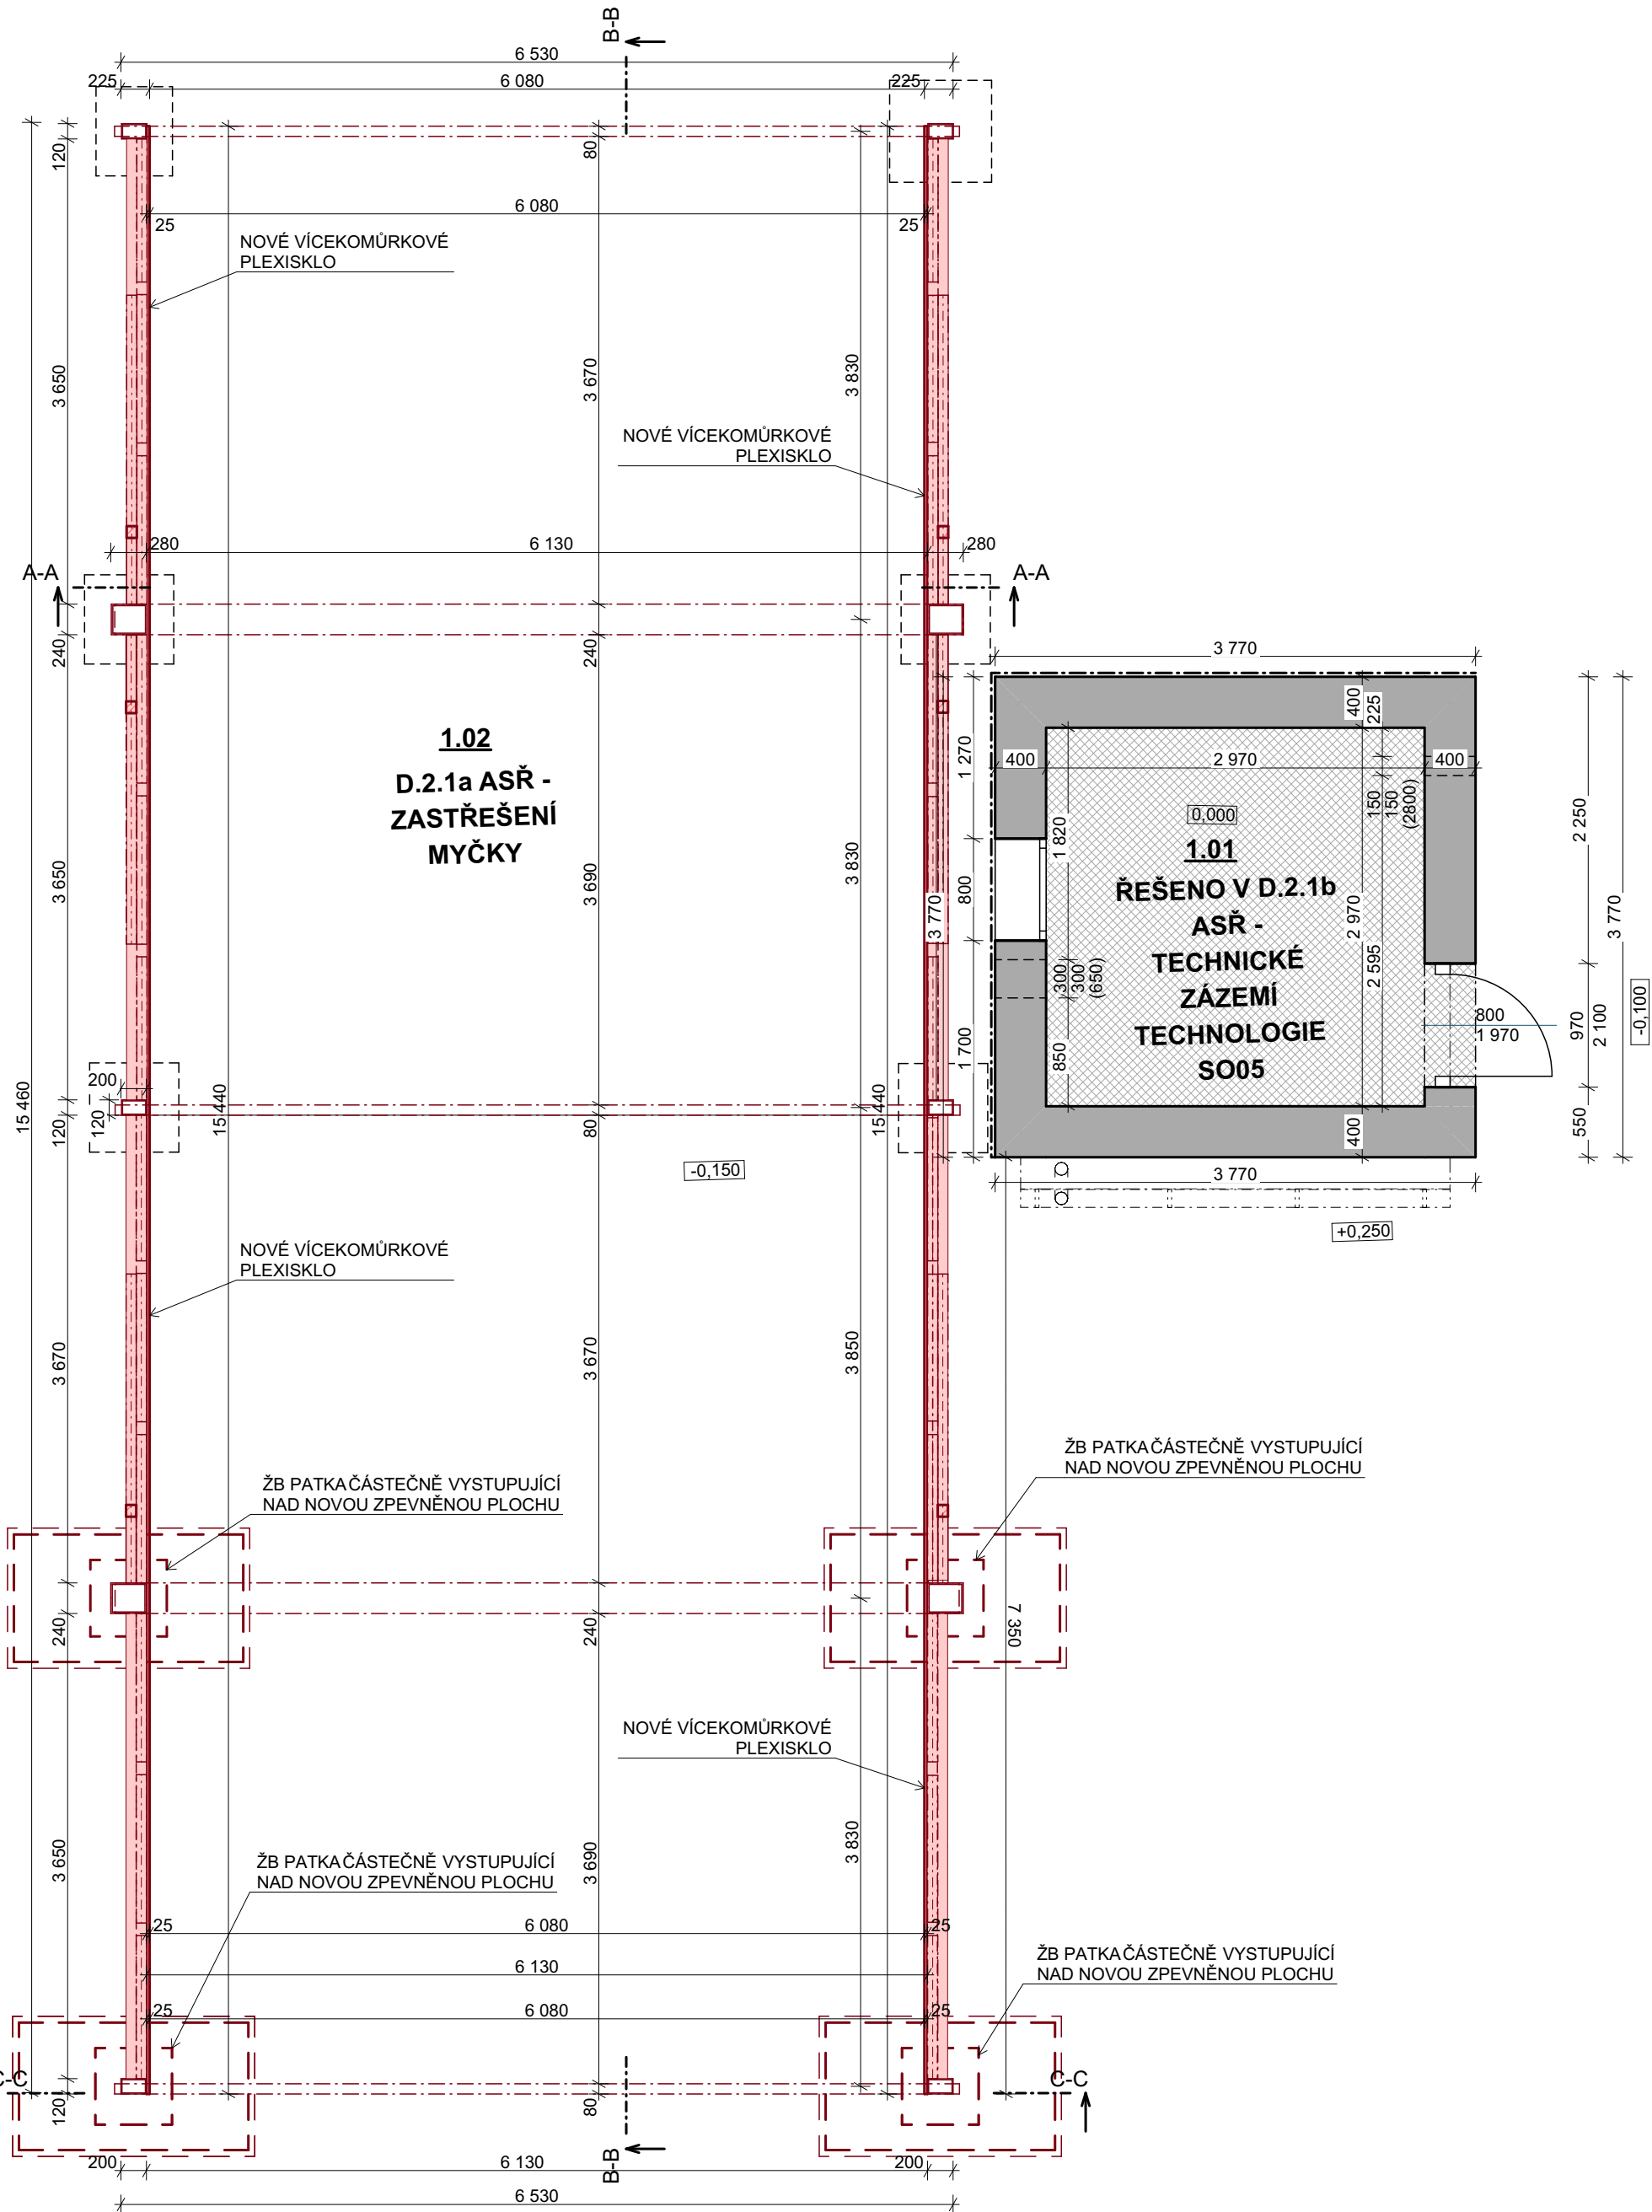 B-B
6 530
225
6 080
225
120
80
6 080
25
25
NOVÉ VÍCEKOMŮRKOVÉ
PLEXISKLO
3 650
3 670
3 830
NOVÉ VÍCEKOMŮRKOVÉ
PLEXISKLO
280
6 130
280
A-A
A-A
240
240
3 770
400
225
1.02
D.2.1a ASŘ -
ZASTŘEŠENÍ
MYČKY
1 270
400
2 970
400
150
150
(2800)
0,000
1 820
1.01
ŘEŠENO V D.2.1b
ASŘ -
TECHNICKÉ
ZÁZEMÍ
TECHNOLOGIE
SO05
2 250
3 650
3 690
3 830
800
3 770
2 970
2 595
3 770
300
300
(650)
800
1 970
970
2 100
-0,100
1 700
850
15 460
200
120
120
15 440
80
15 440
400
550
-0,150
3 770
+0,250
NOVÉ VÍCEKOMŮRKOVÉ
PLEXISKLO
3 670
3 670
3 850
ŽB PATKA ČÁSTEČNĚ VYSTUPUJÍCÍ
NAD NOVOU ZPEVNĚNOU PLOCHU
ŽB PATKA ČÁSTEČNĚ VYSTUPUJÍCÍ
NAD NOVOU ZPEVNĚNOU PLOCHU
240
240
7 350
NOVÉ VÍCEKOMŮRKOVÉ
PLEXISKLO
3 650
3 690
3 830
ŽB PATKA ČÁSTEČNĚ VYSTUPUJÍCÍ
NAD NOVOU ZPEVNĚNOU PLOCHU
25
6 080
25
ŽB PATKA ČÁSTEČNĚ VYSTUPUJÍCÍ
NAD NOVOU ZPEVNĚNOU PLOCHU
6 130
25
6 080
25
C-C
C-C
120
80
B-B
200
6 130
200
6 530